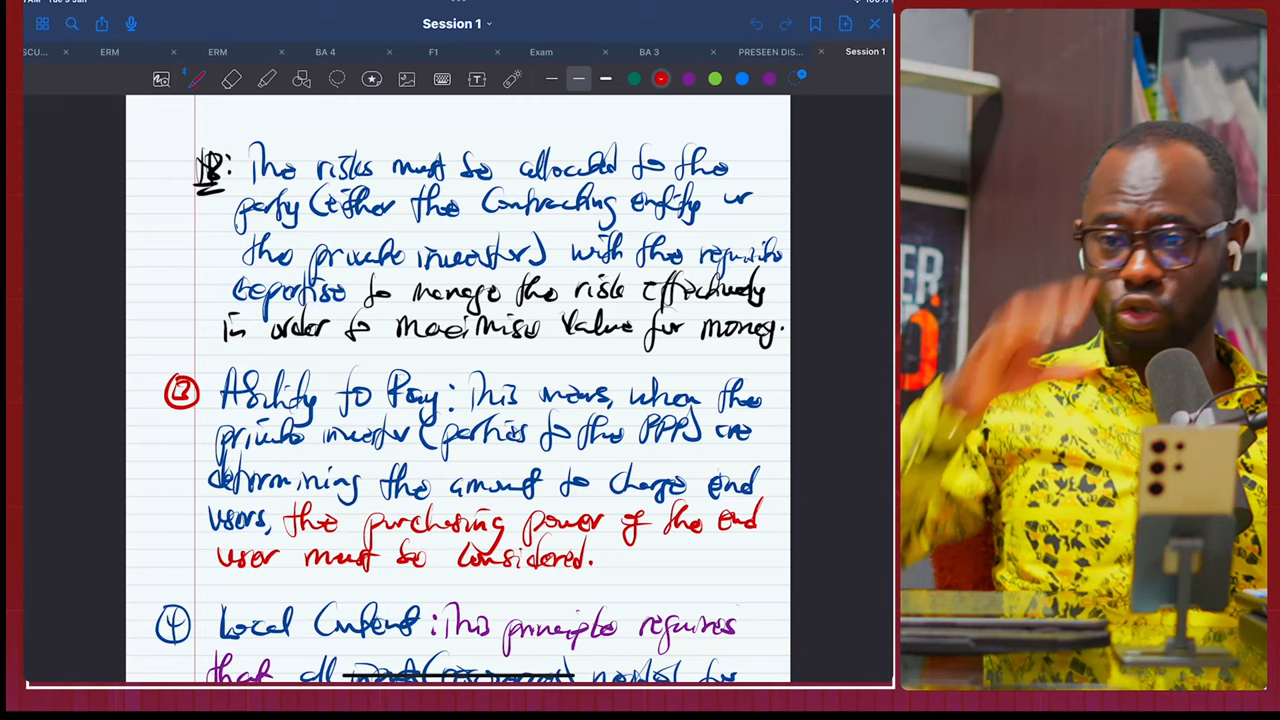 Session 1
ERM
ERM
BA 4
F1
Exam
BA 3
PRESEEN DIS...
Session 1
NB: The risks must be allocated to the
party (either the Contracting entity or
the private investor) with the requisite
expertise to manage the risk effectively
in order to maximise value for money.
③ Ability to Pay: This means, when the
private investor (parties to the PPP) are
determining the amount to charge end
users, the purchasing power of the end
user must be considered.
④ Local Content: This principle requires
that all